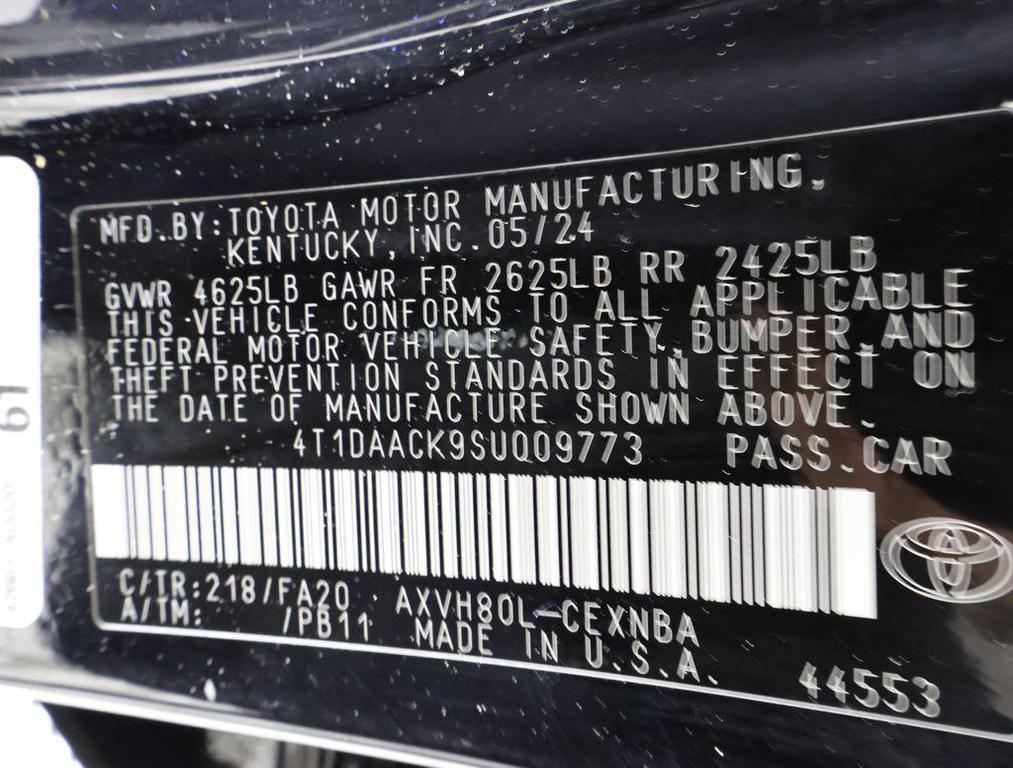 MFD.BY:TOYOTA MOTOR MANUFACTURING,
KENTUCKY, INC. 05/24
GVWR 4625LB GAWR FR 2625LB RR 2425LB
THIS VEHICLE CONFORMS TO ALL APPLICABLE
FEDERAL MOTOR VEHICLE SAFETY,BUMPER,AND
THEFT PREVENTION STANDARDS IN EFFECT ON
THE DATE OF MANUFACTURE SHOWN ABOVE.
4T1DAACK9SU009773 PASS.CAR
C/TR:218/FA20 AXVH80L-CEXNBA
A/TM: /PB11 MADE IN U.S.A.
44553
61